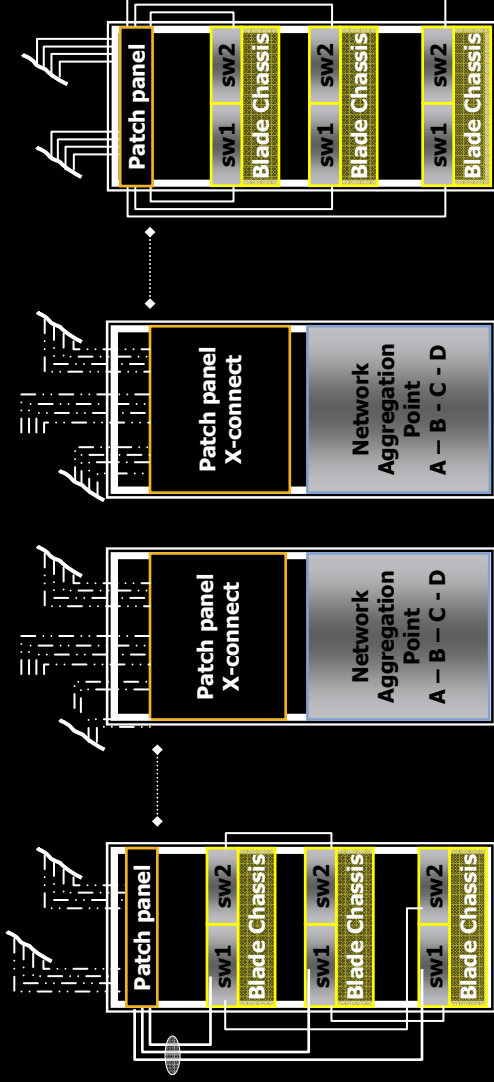 Patch panel
sw1 sw2
Blade Chassis
sw1 sw2
Blade Chassis
sw1 sw2
Blade Chassis
Patch panel
X-connect
Network
Aggregation
Point
A – B – C – D
Patch panel
X-connect
Network
Aggregation
Point
A – B - C - D
Patch panel
sw1 sw2
Blade Chassis
sw1 sw2
Blade Chassis
sw1 sw2
Blade Chassis